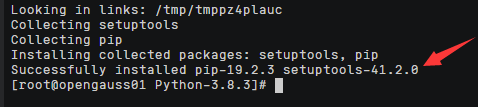 Looking in links: /tmp/tmppz4plauc
Collecting setuptools
Collecting pip
Installing collected packages: setuptools, pip
Successfully installed pip-19.2.3 setuptools-41.2.0
[root@opengauss01 Python-3.8.3]#